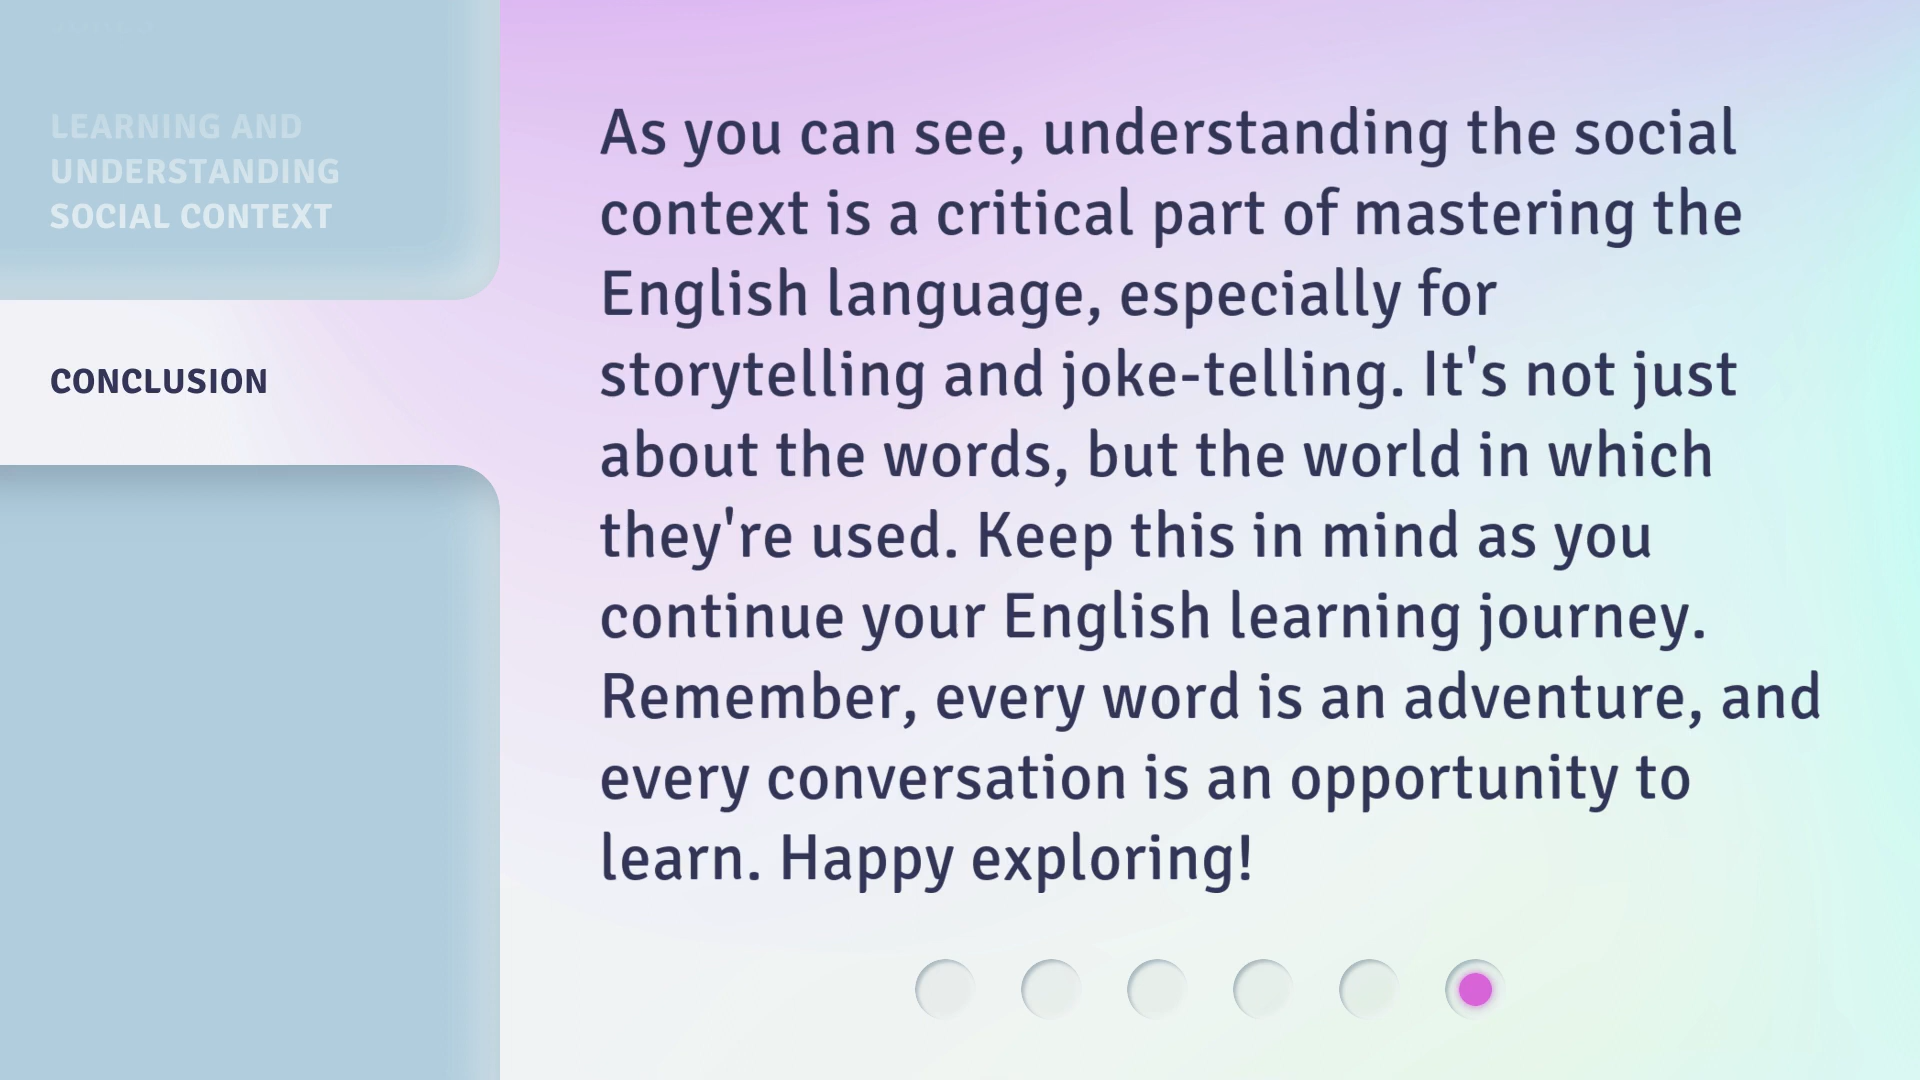 LEARNING AND
UNDERSTANDING
SOCIAL CONTEXT
CONCLUSION
As you can see, understanding the social
context is a critical part of mastering the
English language, especially for
storytelling and joke-telling. It's not just
about the words, but the world in which
they're used. Keep this in mind as you
continue your English learning journey.
Remember, every word is an adventure, and
every conversation is an opportunity to
learn. Happy exploring!